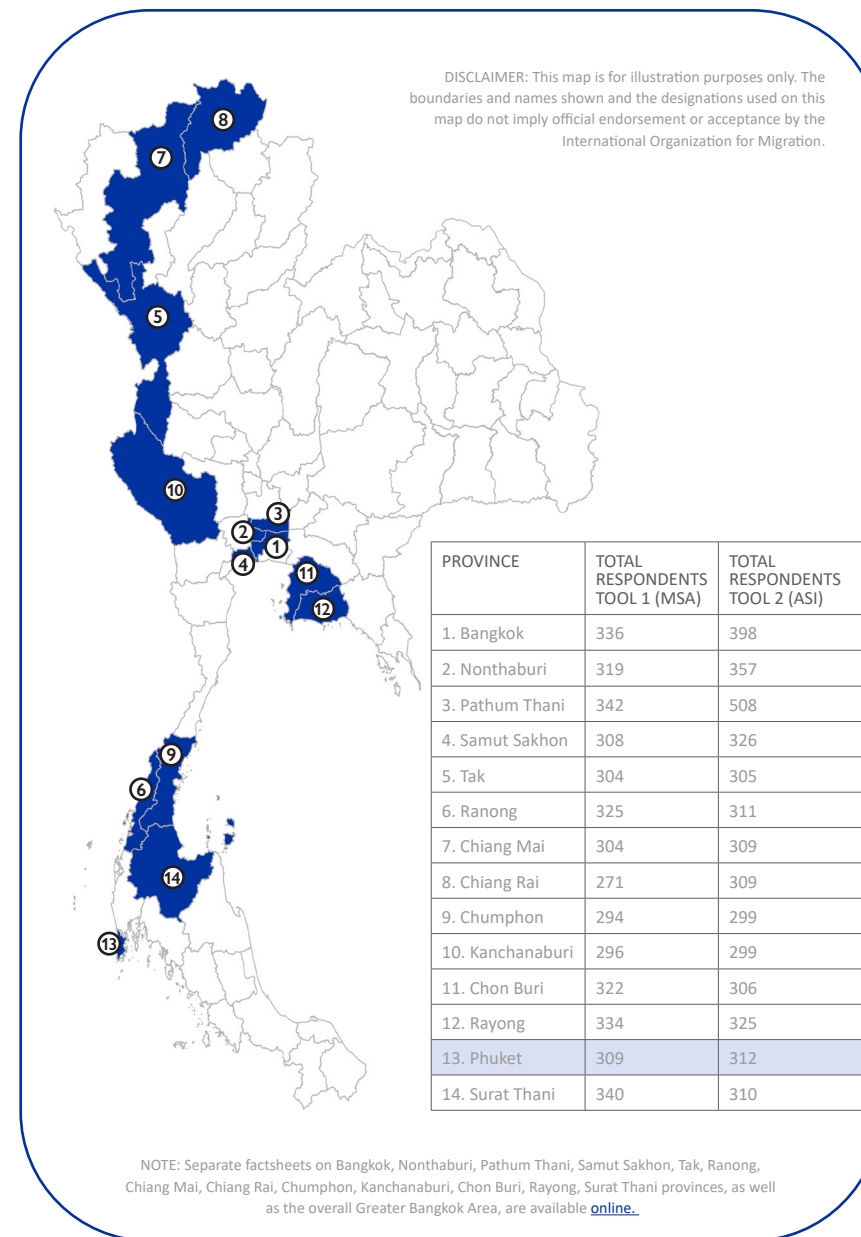 DISCLAIMER: This map is for illustration purposes only. The
boundaries and names shown and the designations used on this
map do not imply official endorsement or acceptance by the
International Organization for Migration.
8
7
5
10
3
2
1
4
11
12
9
6
14
13
PROVINCE TOTAL RESPONDENTS TOOL 1 (MSA) TOTAL RESPONDENTS TOOL 2 (ASI)
1. Bangkok 336 398
2. Nonthaburi 319 357
3. Pathum Thani 342 508
4. Samut Sakhon 308 326
5. Tak 304 305
6. Ranong 325 311
7. Chiang Mai 304 309
8. Chiang Rai 271 309
9. Chumphon 294 299
10. Kanchanaburi 296 299
11. Chon Buri 322 306
12. Rayong 334 325
13. Phuket 309 312
14. Surat Thani 340 310
NOTE: Separate factsheets on Bangkok, Nonthaburi, Pathum Thani, Samut Sakhon, Tak, Ranong,
Chiang Mai, Chiang Rai, Chumphon, Kanchanaburi, Chon Buri, Rayong, Surat Thani provinces, as well
as the overall Greater Bangkok Area, are available online.